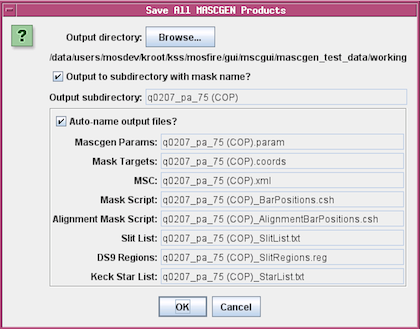 Save All MASCGEN Products
?
Output directory: Browse...
/data/users/mosdev/kroot/kss/mosfire/gui/mscgui/mascgen_test_data/working
Output to subdirectory with mask name?
Output subdirectory: q0207_pa_75 (COP)
Auto-name output files?
Mascgen Params: q0207_pa_75 (COP).param
Mask Targets: q0207_pa_75 (COP).coords
MSC: q0207_pa_75 (COP).xml
Mask Script: q0207_pa_75 (COP)_BarPositions.csh
Alignment Mask Script: q0207_pa_75 (COP)_AlignmentBarPositions.csh
Slit List: q0207_pa_75 (COP)_SlitList.txt
DS9 Regions: q0207_pa_75 (COP)_SlitRegions.reg
Keck Star List: q0207_pa_75 (COP)_StarList.txt
OK Cancel